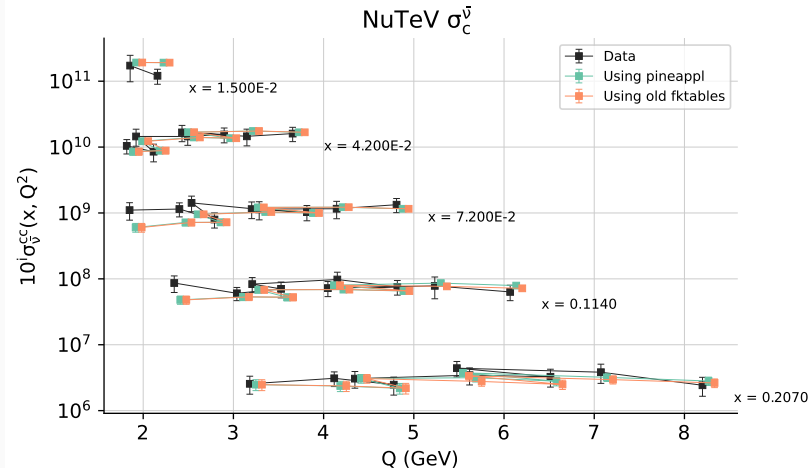 NuTeV σ_c^ν̄
Data
Using pineappl
Using old fktables
x = 1.500E-2
x = 4.200E-2
x = 7.200E-2
x = 0.1140
x = 0.2070
10^11
10^10
10^9
10^8
10^7
10^6
10^i σ_ν̄^cc(x, Q^2)
2 3 4 5 6 7 8
Q (GeV)